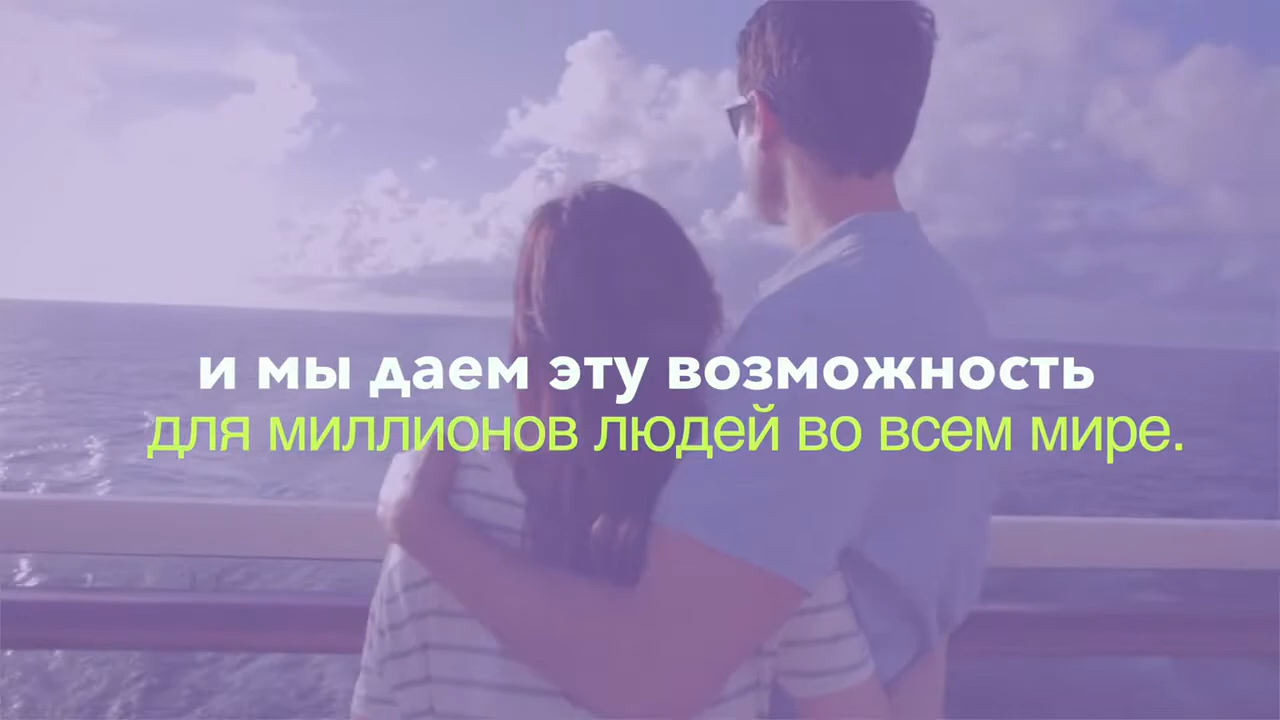 и мы даем эту возможность
для миллионов людей во всем мире.